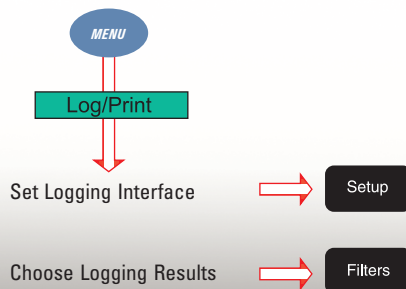 MENU
Log/Print
Set Logging Interface
Setup
Choose Logging Results
Filters